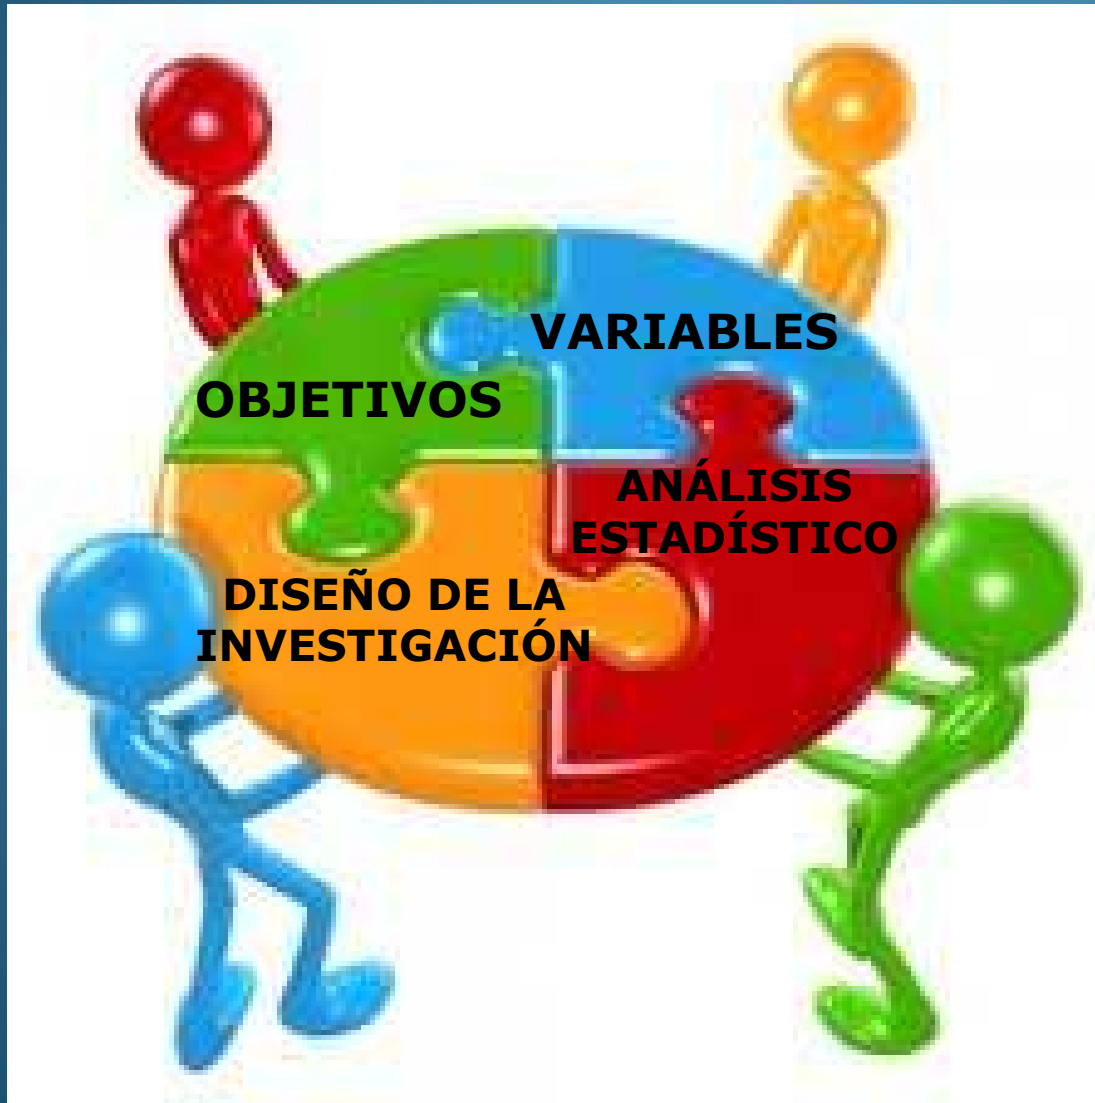 VARIABLES
OBJETIVOS
ANÁLISIS
ESTADÍSTICO
DISEÑO DE LA
INVESTIGACIÓN